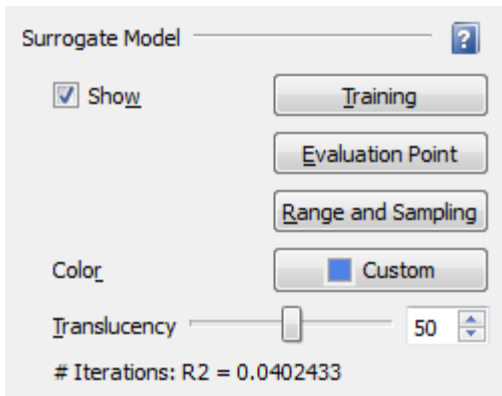 Surrogate Model ?
Show Training
Evaluation Point
Range and Sampling
Color Custom
Translucency 50
# Iterations: R2 = 0.0402433